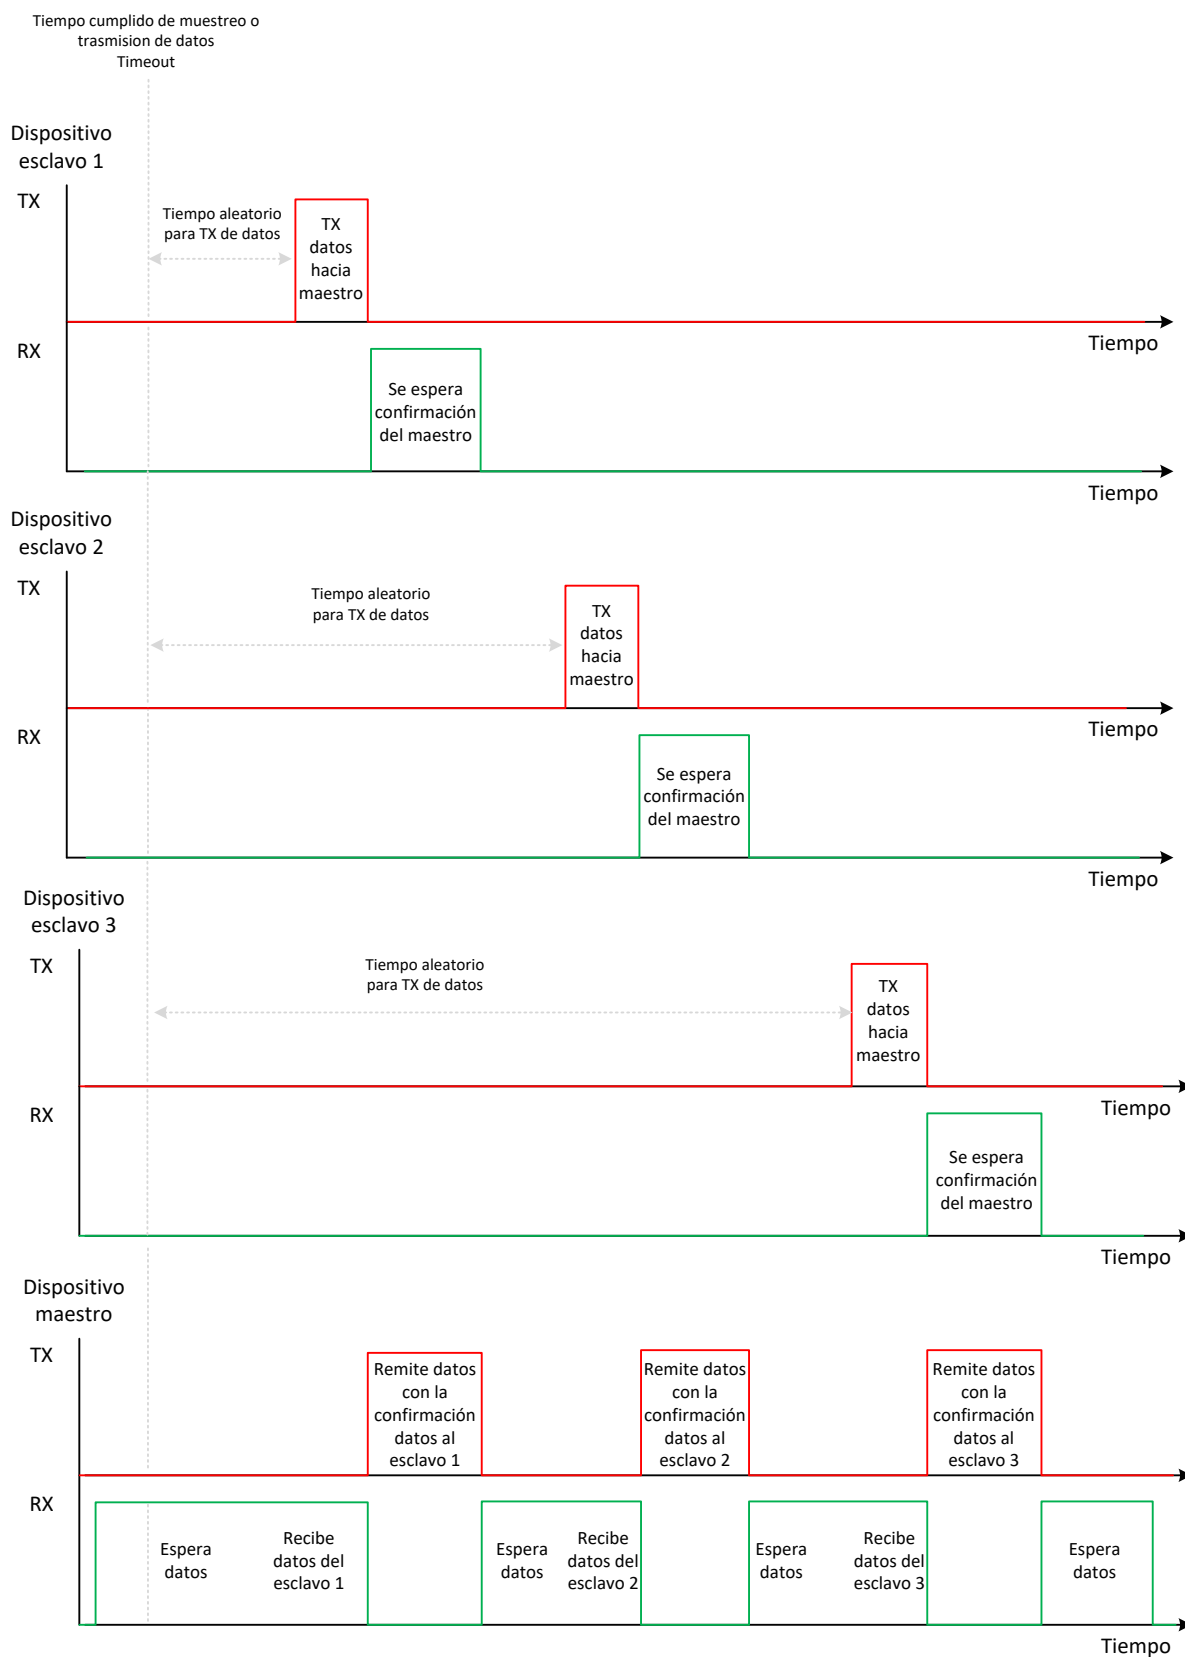 Tiempo cumplido de muestreo o
trasmision de datos
Timeout
Dispositivo
esclavo 1
TX
Tiempo aleatorio
para TX de datos
TX
datos
hacia
maestro
Tiempo
RX
Se espera
confirmación
del maestro
Tiempo
Dispositivo
esclavo 2
TX
Tiempo aleatorio
para TX de datos
TX
datos
hacia
maestro
Tiempo
RX
Se espera
confirmación
del maestro
Tiempo
Dispositivo
esclavo 3
TX
Tiempo aleatorio
para TX de datos
TX
datos
hacia
maestro
Tiempo
RX
Se espera
confirmación
del maestro
Tiempo
Dispositivo
maestro
TX
Remite datos
con la
confirmación
datos al
esclavo 1
Remite datos
con la
confirmación
datos al
esclavo 2
Remite datos
con la
confirmación
datos al
esclavo 3
RX
Espera
datos
Recibe
datos del
esclavo 1
Espera
datos
Recibe
datos del
esclavo 2
Espera
datos
Recibe
datos del
esclavo 3
Espera
datos
Tiempo